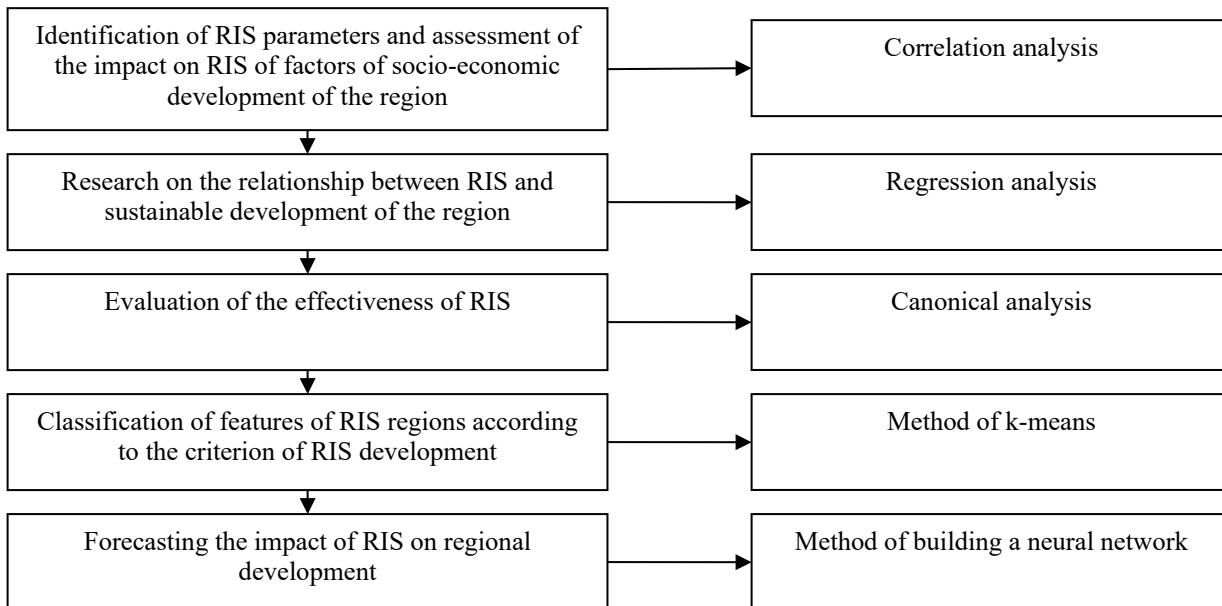 Identification of RIS parameters and assessment of
the impact on RIS of factors of socio-economic
development of the region
Correlation analysis
Research on the relationship between RIS and
sustainable development of the region
Regression analysis
Evaluation of the effectiveness of RIS
Canonical analysis
Classification of features of RIS regions according
to the criterion of RIS development
Method of k-means
Forecasting the impact of RIS on regional
development
Method of building a neural network